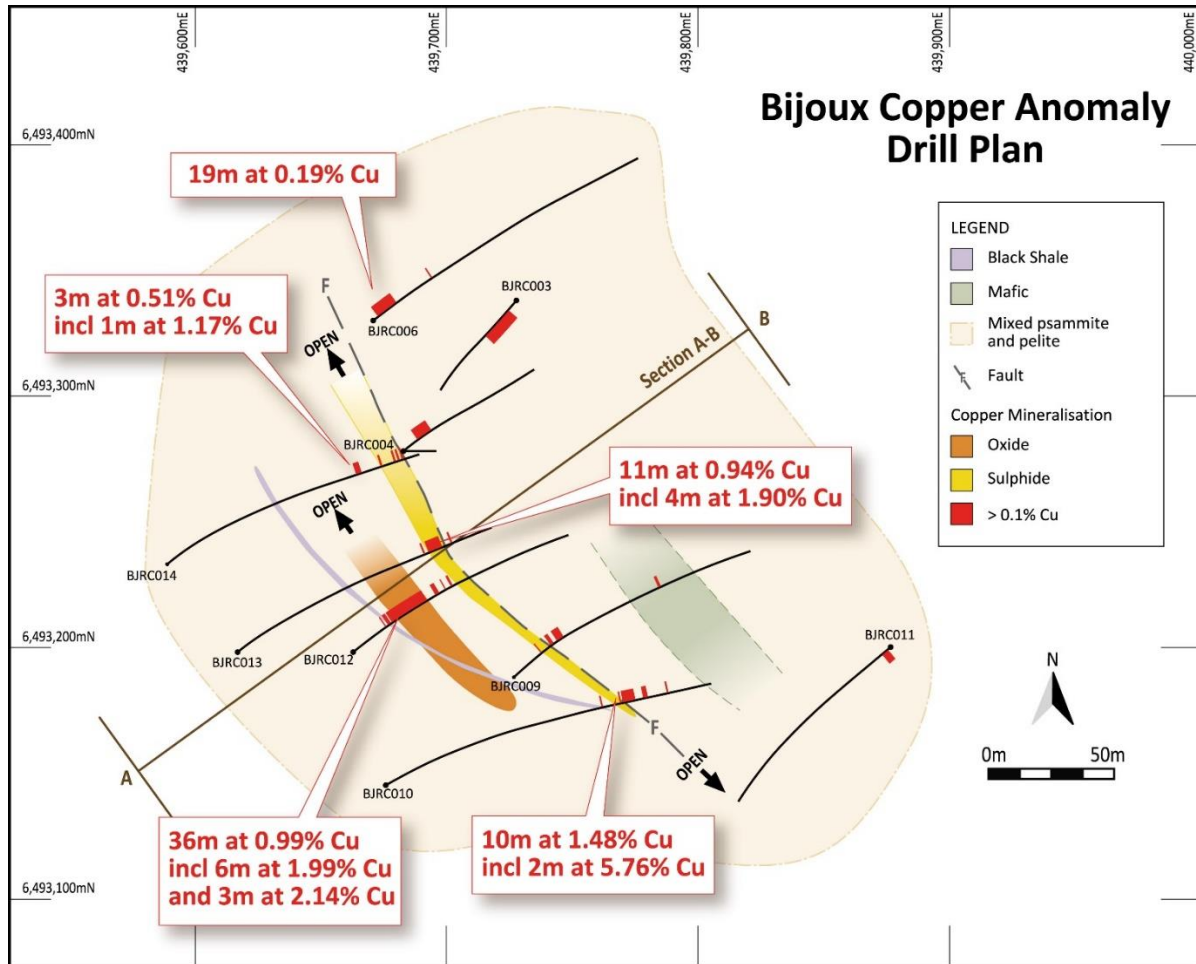 439,600mE
439,700mE
439,800mE
439,900mE
440,000mE
Bijoux Copper Anomaly
Drill Plan
6,493,400mN
6,493,300mN
6,493,200mN
6,493,100mN
19m at 0.19% Cu
3m at 0.51% Cu
incl 1m at 1.17% Cu
11m at 0.94% Cu
incl 4m at 1.90% Cu
36m at 0.99% Cu
incl 6m at 1.99% Cu
and 3m at 2.14% Cu
10m at 1.48% Cu
incl 2m at 5.76% Cu
F
OPEN
BJRC006
BJRC003
BJRC004
BJRC014
OPEN
BJRC013
BJRC012
BJRC009
BJRC010
BJRC011
Section A-B
A
B
F
OPEN
LEGEND
Black Shale
Mafic
Mixed psammite
and pelite
F
Fault
Copper Mineralisation
Oxide
Sulphide
> 0.1% Cu
N
0m
50m